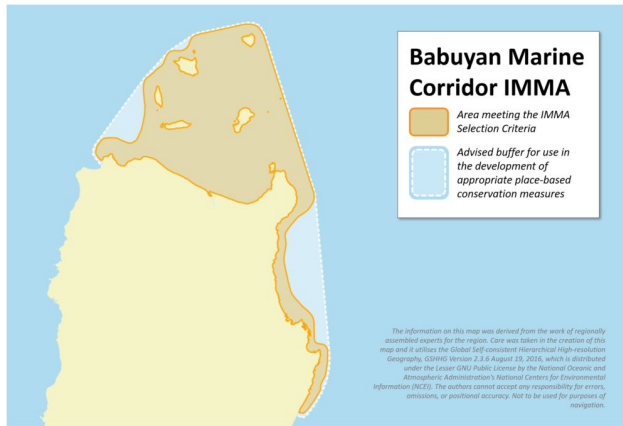 Babuyan Marine
Corridor IMMA
Area meeting the IMMA
Selection Criteria
Advised buffer for use in
the development of
appropriate place-based
conservation measures
The information on this map was derived from the work of regionally
assembled experts for the region. Care was taken in the creation of this
map and it utilises the Global Self-consistent Hierarchical High-resolution
Geography, GSHHG Version 2.3.6 August 19, 2016, which is distributed
under the Lesser GNU Public License by the National Oceanic and
Atmospheric Administration's National Centers for Environmental
Information (NCEI). The authors cannot accept any responsibility for errors,
omissions, or positional accuracy. Not to be used for purposes of
navigation.